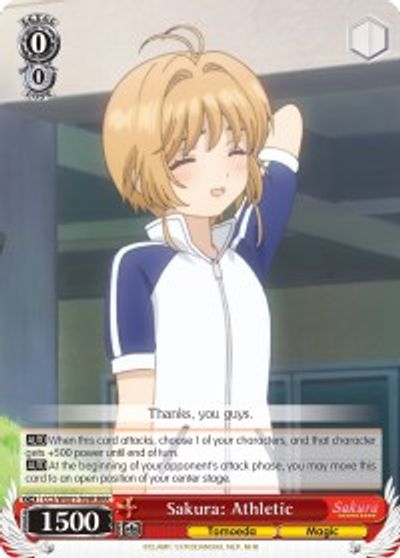 0
0
Thanks, you guys.
AUTO When this card attacks, choose 1 of your characters, and that character
gets +500 power until end of turn.
AUTO At the beginning of your opponent's attack phase, you may move this
card to an open position of your center stage.
Sakura: Athletic
Sakura
1500
Tomoeda
Magic